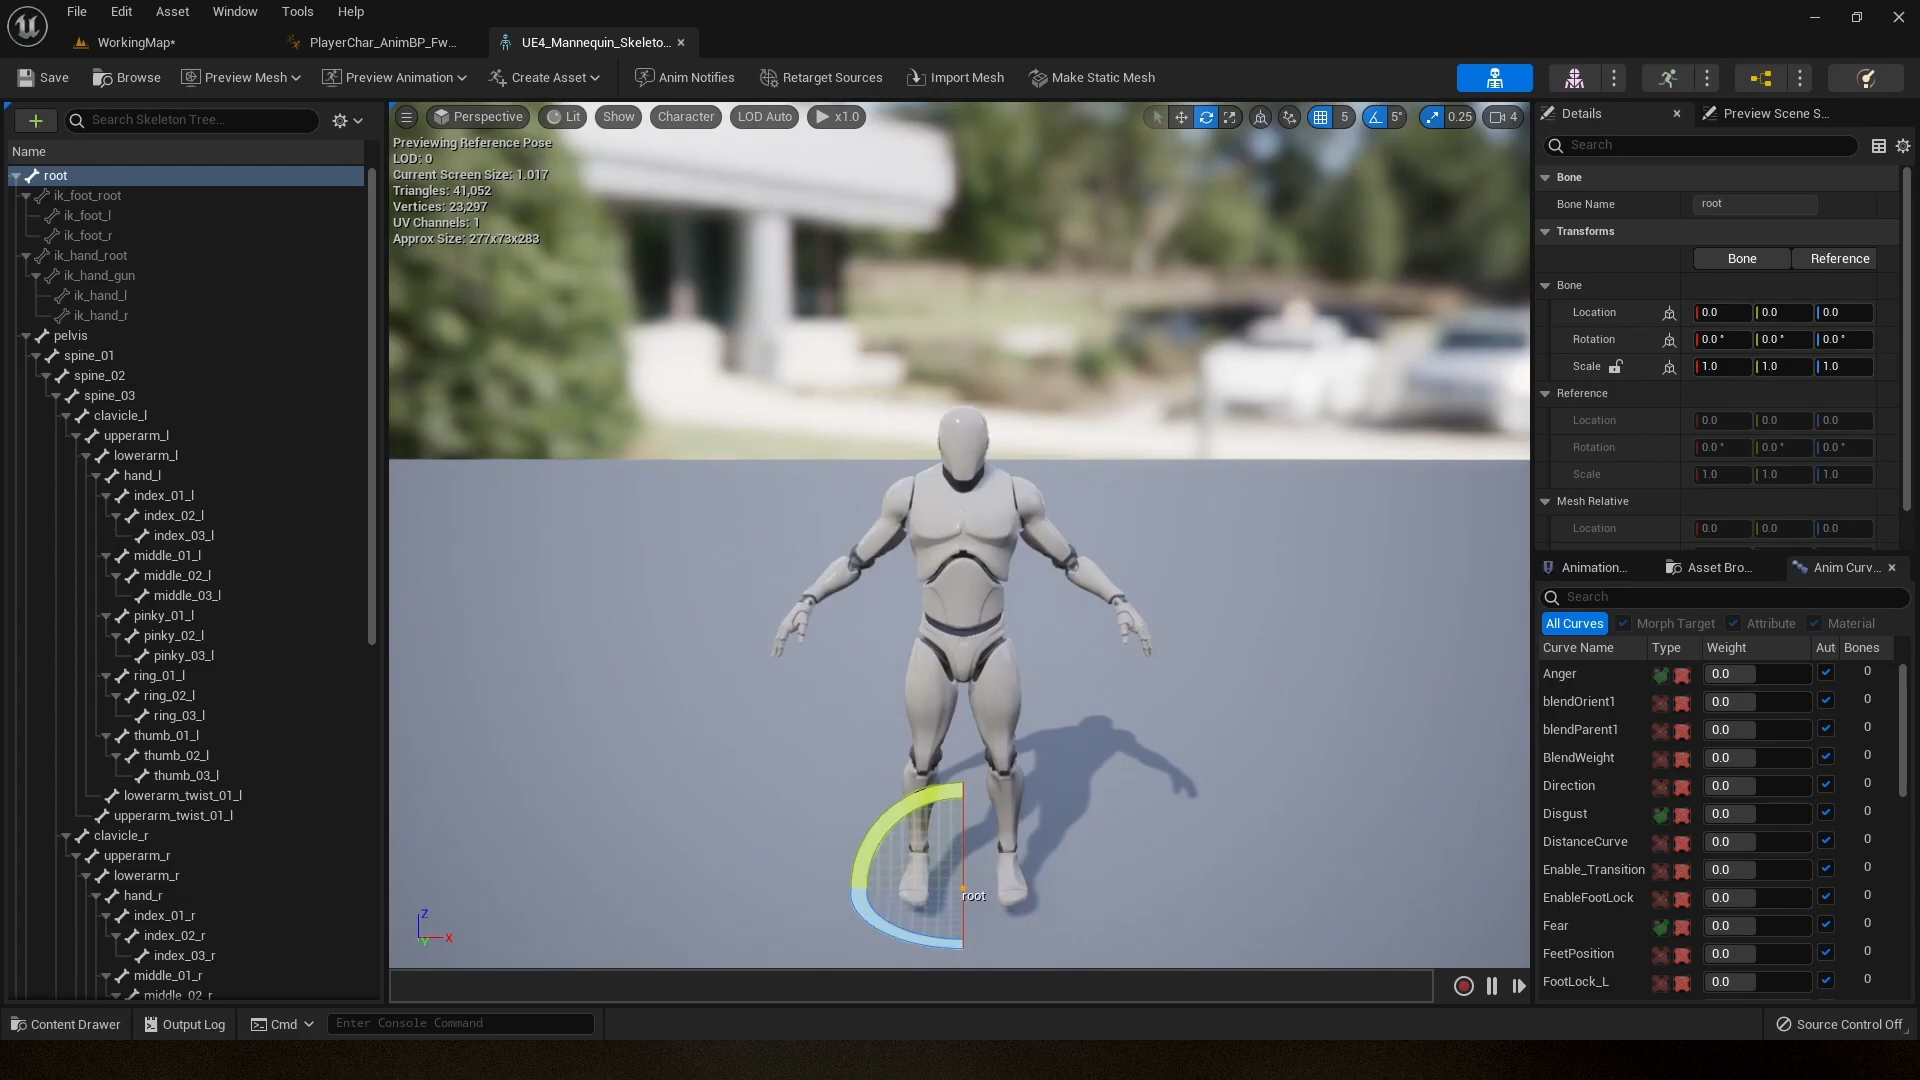 File Edit Asset Window Tools Help
WorkingMap* PlayerChar_AnimBP_Fw... UE4_Mannequin_Skeleto...
Save Browse Preview Mesh Preview Animation Create Asset Anim Notifies Retarget Sources Import Mesh Make Static Mesh
Search Skeleton Tree...
Name
root
ik_foot_root
ik_foot_l
ik_foot_r
ik_hand_root
ik_hand_gun
ik_hand_l
ik_hand_r
pelvis
spine_01
spine_02
spine_03
clavicle_l
upperarm_l
lowerarm_l
hand_l
index_01_l
index_02_l
index_03_l
middle_01_l
middle_02_l
middle_03_l
pinky_01_l
pinky_02_l
pinky_03_l
ring_01_l
ring_02_l
ring_03_l
thumb_01_l
thumb_02_l
thumb_03_l
lowerarm_twist_01_l
upperarm_twist_01_l
clavicle_r
upperarm_r
lowerarm_r
hand_r
index_01_r
index_02_r
index_03_r
middle_01_r
middle_02_r
Perspective Lit Show Character LOD Auto x1.0 5 5° 0.25 4
Previewing Reference Pose
LOD: 0
Current Screen Size: 1.017
Triangles: 41,052
Vertices: 23,297
UV Channels: 1
Approx Size: 277x73x283
root
Z
X
Y
Details Preview Scene S...
Search
Bone
Bone Name root
Transforms
Bone Reference
Bone
Location 0.0 0.0 0.0
Rotation 0.0 ° 0.0 ° 0.0 °
Scale 1.0 1.0 1.0
Reference
Location 0.0 0.0 0.0
Rotation 0.0 ° 0.0 ° 0.0 °
Scale 1.0 1.0 1.0
Mesh Relative
Location 0.0 0.0 0.0
Animation... Asset Bro... Anim Curv...
Search
All Curves Morph Target Attribute Material
Curve Name Type Weight Aut Bones
Anger 0.0 0
blendOrient1 0.0 0
blendParent1 0.0 0
BlendWeight 0.0 0
Direction 0.0 0
Disgust 0.0 0
DistanceCurve 0.0 0
Enable_Transition 0.0 0
EnableFootLock 0.0 0
Fear 0.0 0
FeetPosition 0.0 0
FootLock_L 0.0 0
Content Drawer Output Log Cmd Enter Console Command Source Control Off